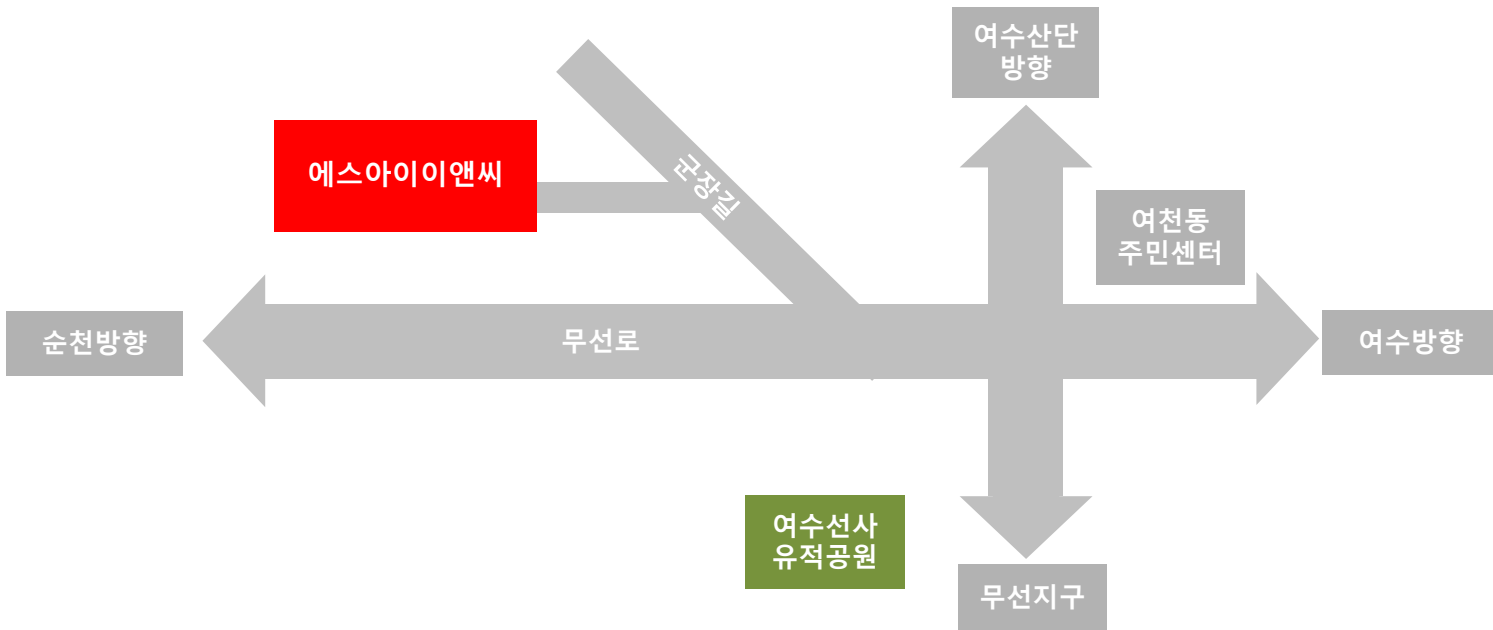 여수산단
방향
에스아이이앤씨
군장길
여천동
주민센터
순천방향
무선로
여수방향
여수선사
유적공원
무선지구